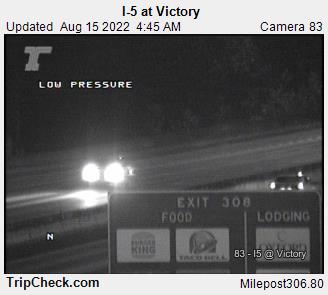 I-5 at Victory
Updated Aug 15 2022 4:45 AM Camera 83
T
LOW PRESSURE
EXIT 308
FOOD LODGING
BURGER KING
TACO BELL
OXFORD
83 - I5 @ Victory
N
TripCheck.com Milepost306.80